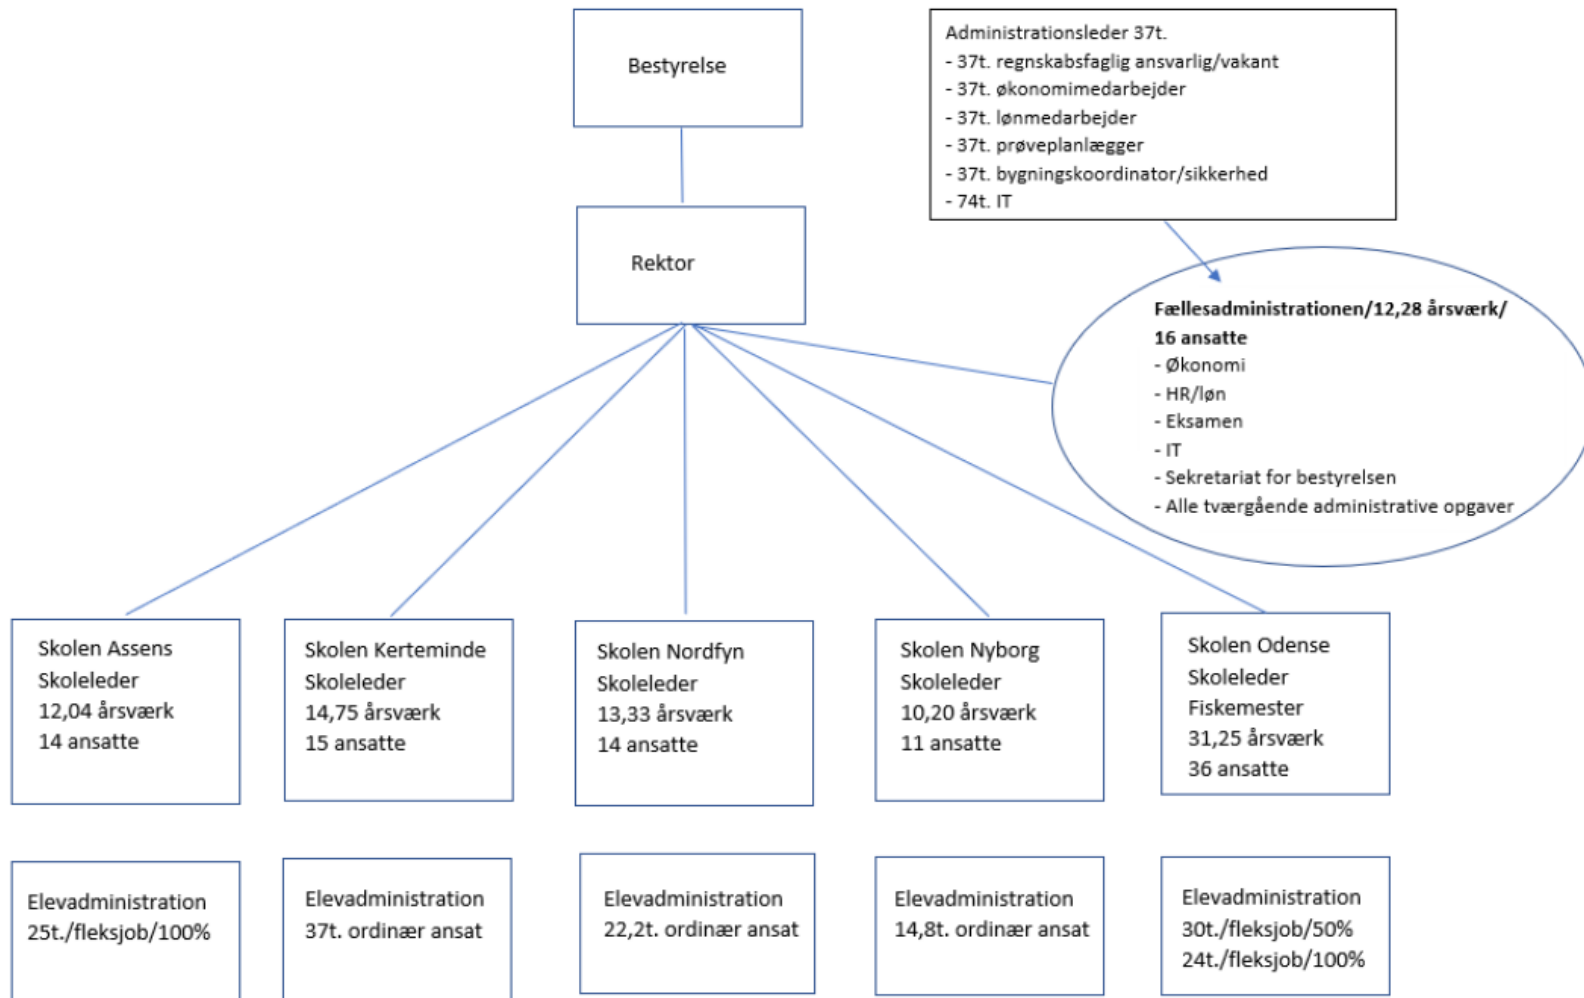 Bestyrelse
Administrationsleder 37t.
- 37t. regnskabsfaglig ansvarlig/vakant
- 37t. økonomimedarbejder
- 37t. lønmedarbejder
- 37t. prøveplanlægger
- 37t. bygningskoordinator/sikkerhed
- 74t. IT
Rektor
Fællesadministrationen/12,28 årsværk/
16 ansatte
- Økonomi
- HR/løn
- Eksamen
- IT
- Sekretariat for bestyrelsen
- Alle tværgående administrative opgaver
Skolen Assens
Skoleleder
12,04 årsværk
14 ansatte
Skolen Kerteminde
Skoleleder
14,75 årsværk
15 ansatte
Skolen Nordfyn
Skoleleder
13,33 årsværk
14 ansatte
Skolen Nyborg
Skoleleder
10,20 årsværk
11 ansatte
Skolen Odense
Skoleleder
Fiskemester
31,25 årsværk
36 ansatte
Elevadministration
25t./fleksjob/100%
Elevadministration
37t. ordinær ansat
Elevadministration
22,2t. ordinær ansat
Elevadministration
14,8t. ordinær ansat
Elevadministration
30t./fleksjob/50%
24t./fleksjob/100%